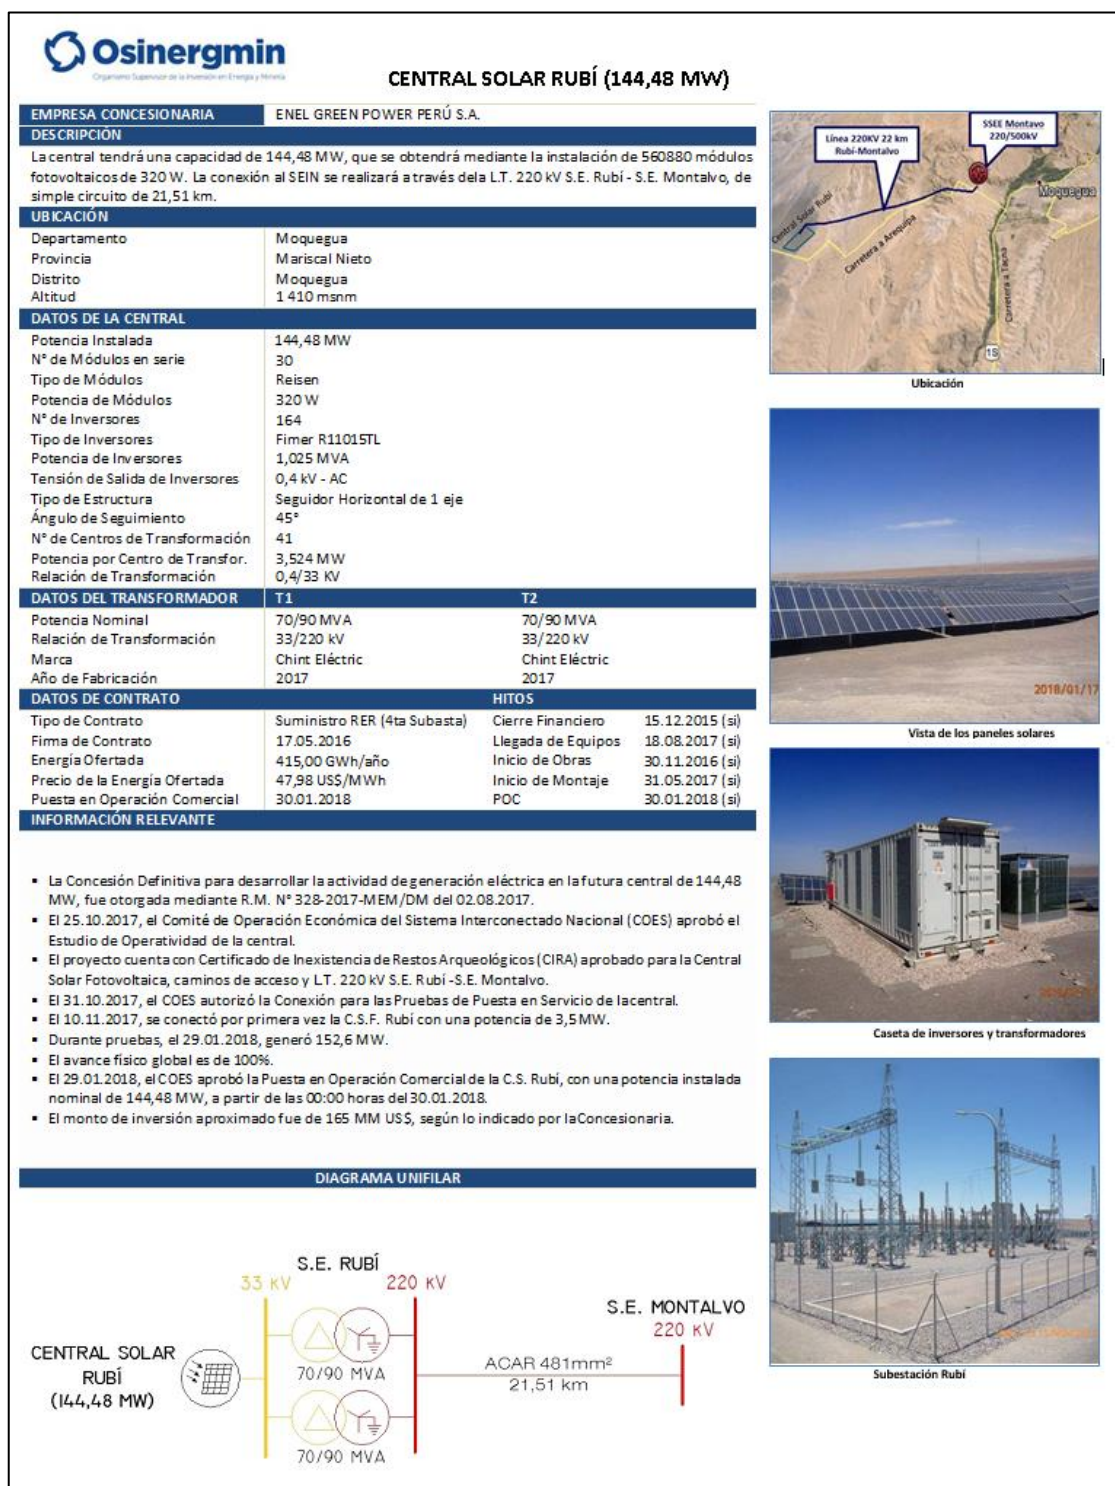 Osinergmin
Organismo Supervisor de la Inversión en Energía y Minería
CENTRAL SOLAR RUBÍ (144,48 MW)
EMPRESA CONCESIONARIA ENEL GREEN POWER PERÚ S.A.
DESCRIPCIÓN
La central tendrá una capacidad de 144,48 MW, que se obtendrá mediante la instalación de 560880 módulos
fotovoltaicos de 320 W. La conexión al SEIN se realizará a través dela L.T. 220 kV S.E. Rubí - S.E. Montalvo, de
simple circuito de 21,51 km.
UBICACIÓN
Departamento Moquegua
Provincia Mariscal Nieto
Distrito Moquegua
Altitud 1 410 msnm
DATOS DE LA CENTRAL
Potencia Instalada 144,48 MW
N° de Módulos en serie 30
Tipo de Módulos Reisen
Potencia de Módulos 320 W
N° de Inversores 164
Tipo de Inversores Fimer R11015TL
Potencia de Inversores 1,025 MVA
Tensión de Salida de Inversores 0,4 kV - AC
Tipo de Estructura Seguidor Horizontal de 1 eje
Ángulo de Seguimiento 45°
N° de Centros de Transformación 41
Potencia por Centro de Transfor. 3,524 MW
Relación de Transformación 0,4/33 KV
DATOS DEL TRANSFORMADOR T1 T2
Potencia Nominal 70/90 MVA 70/90 MVA
Relación de Transformación 33/220 kV 33/220 kV
Marca Chint Eléctric Chint Eléctric
Año de Fabricación 2017 2017
DATOS DE CONTRATO HITOS
Tipo de Contrato Suministro RER (4ta Subasta) Cierre Financiero 15.12.2015 (si)
Firma de Contrato 17.05.2016 Llegada de Equipos 18.08.2017 (si)
Energía Ofertada 415,00 GWh/año Inicio de Obras 30.11.2016 (si)
Precio de la Energía Ofertada 47,98 US$/MWh Inicio de Montaje 31.05.2017 (si)
Puesta en Operación Comercial 30.01.2018 POC 30.01.2018 (si)
INFORMACIÓN RELEVANTE
▪ La Concesión Definitiva para desarrollar la actividad de generación eléctrica en la futura central de 144,48
MW, fue otorgada mediante R.M. N° 328-2017-MEM/DM del 02.08.2017.
▪ El 25.10.2017, el Comité de Operación Económica del Sistema Interconectado Nacional (COES) aprobó el
Estudio de Operatividad de la central.
▪ El proyecto cuenta con Certificado de Inexistencia de Restos Arqueológicos (CIRA) aprobado para la Central
Solar Fotovoltaica, caminos de acceso y L.T. 220 kV S.E. Rubí -S.E. Montalvo.
▪ El 31.10.2017, el COES autorizó la Conexión para las Pruebas de Puesta en Servicio de lacentral.
▪ El 10.11.2017, se conectó por primera vez la C.S.F. Rubí con una potencia de 3,5 MW.
▪ Durante pruebas, el 29.01.2018, generó 152,6 MW.
▪ El avance físico global es de 100%.
▪ El 29.01.2018, el COES aprobó la Puesta en Operación Comercial de la C.S. Rubí, con una potencia instalada
nominal de 144,48 MW, a partir de las 00:00 horas del 30.01.2018.
▪ El monto de inversión aproximado fue de 165 MM US$, según lo indicado por laConcesionaria.
DIAGRAMA UNIFILAR
S.E. RUBÍ
33 KV 220 KV
S.E. MONTALVO
220 KV
CENTRAL SOLAR
RUBÍ
(144,48 MW)
70/90 MVA
ACAR 481mm²
21,51 km
70/90 MVA
SSEE Montavo
220/500kV
Línea 220KV 22 km
Rubí-Montalvo
Moquegua
Central Solar Rubí
Carretera a Arequipa
Carretera a Tacna
1S
Ubicación
2018/01/17
Vista de los paneles solares
Caseta de inversores y transformadores
Subestación Rubí